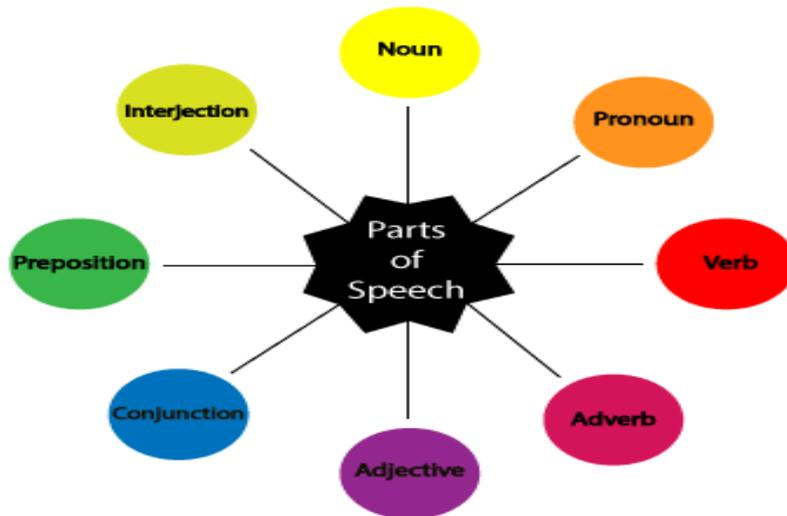 Noun
Interjection
Pronoun
Parts
of
Speech
Preposition
Verb
Conjunction
Adverb
Adjective